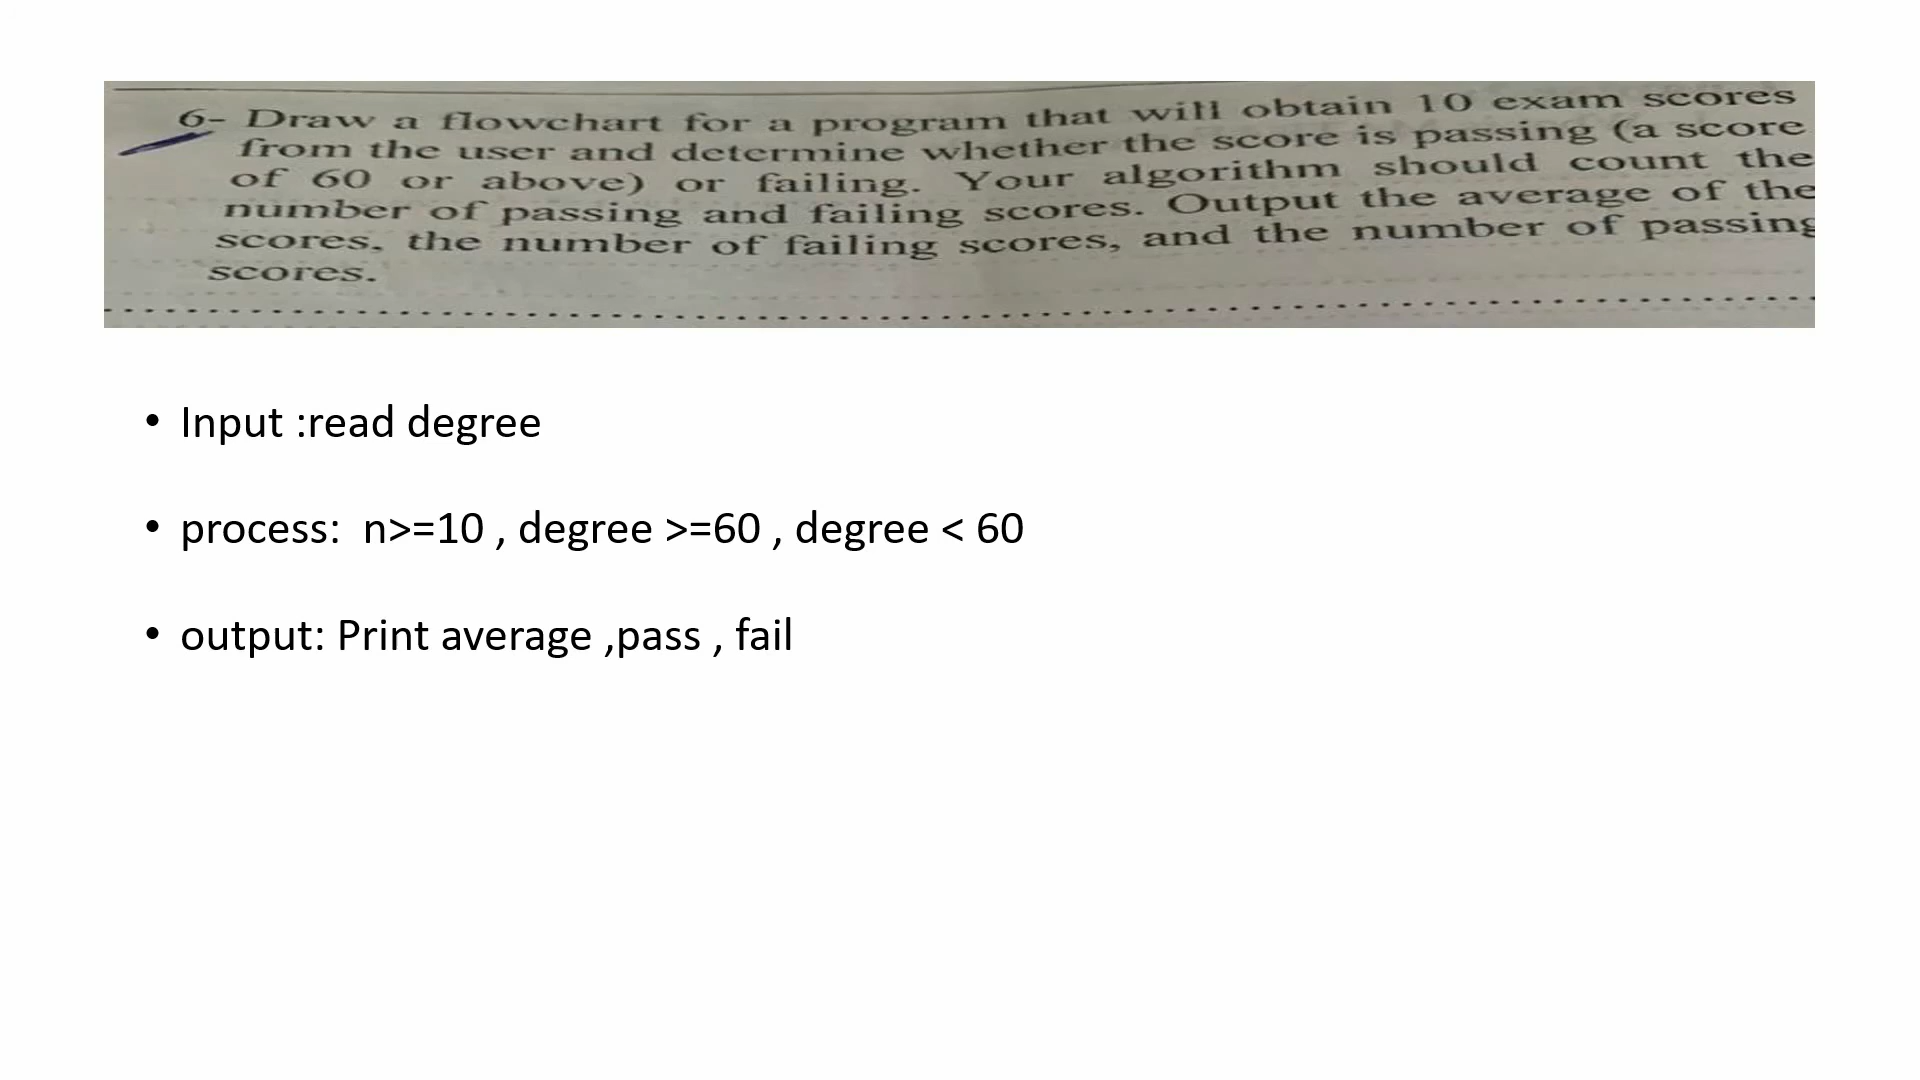 6- Draw a flowchart for a program that will obtain 10 exam scores
from the user and determine whether the score is passing (a score
of 60 or above) or failing. Your algorithm should count the
number of passing and failing scores. Output the average of the
scores, the number of failing scores, and the number of passing
scores.
• Input :read degree
• process:  n>=10 , degree >=60 , degree < 60
• output: Print average ,pass , fail